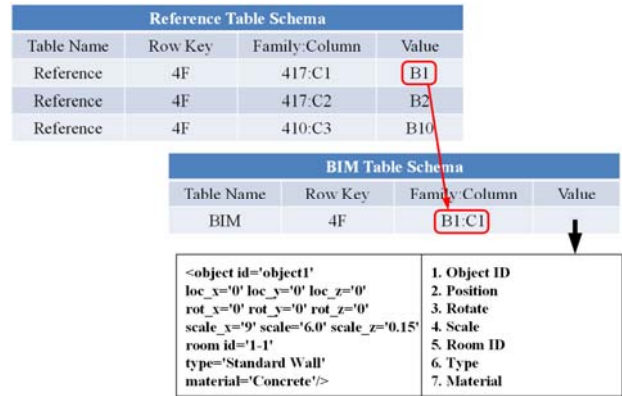 Reference Table Schema
Table Name Row Key Family:Column Value
Reference 4F 417:C1 B1
Reference 4F 417:C2 B2
Reference 4F 410:C3 B10
BIM Table Schema
Table Name Row Key Family:Column Value
BIM 4F B1:C1
<object id='object1'
loc_x='0' loc_y='0' loc_z='0'
rot_x='0' rot_y='0' rot_z='0'
scale_x='9' scale='6.0' scale_z='0.15'
room id='1-1'
type='Standard Wall'
material='Concrete'/>
1. Object ID
2. Position
3. Rotate
4. Scale
5. Room ID
6. Type
7. Material